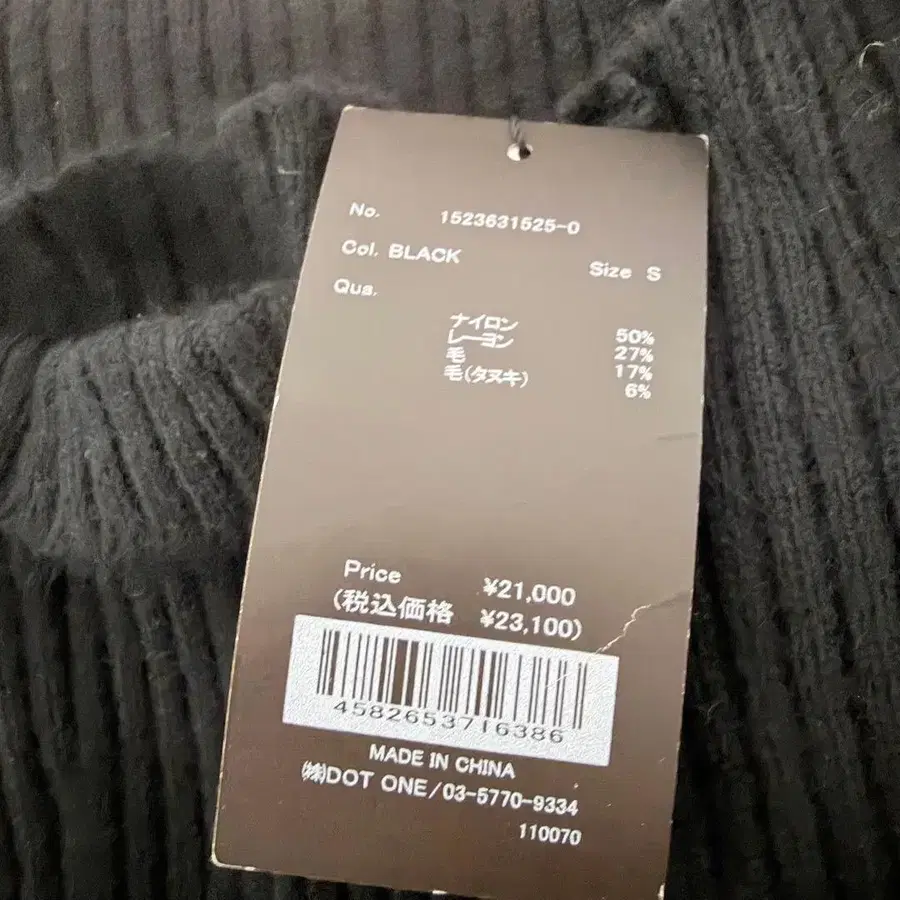 No. 1523631525-0
Col. BLACK Size S
Qua.
ナイロン 50%
レーヨン 27%
毛 17%
毛(タヌキ) 6%
Price ¥21,000
(税込価格 ¥23,100)
4582653716386
MADE IN CHINA
㈱DOT ONE/03-5770-9334
110070